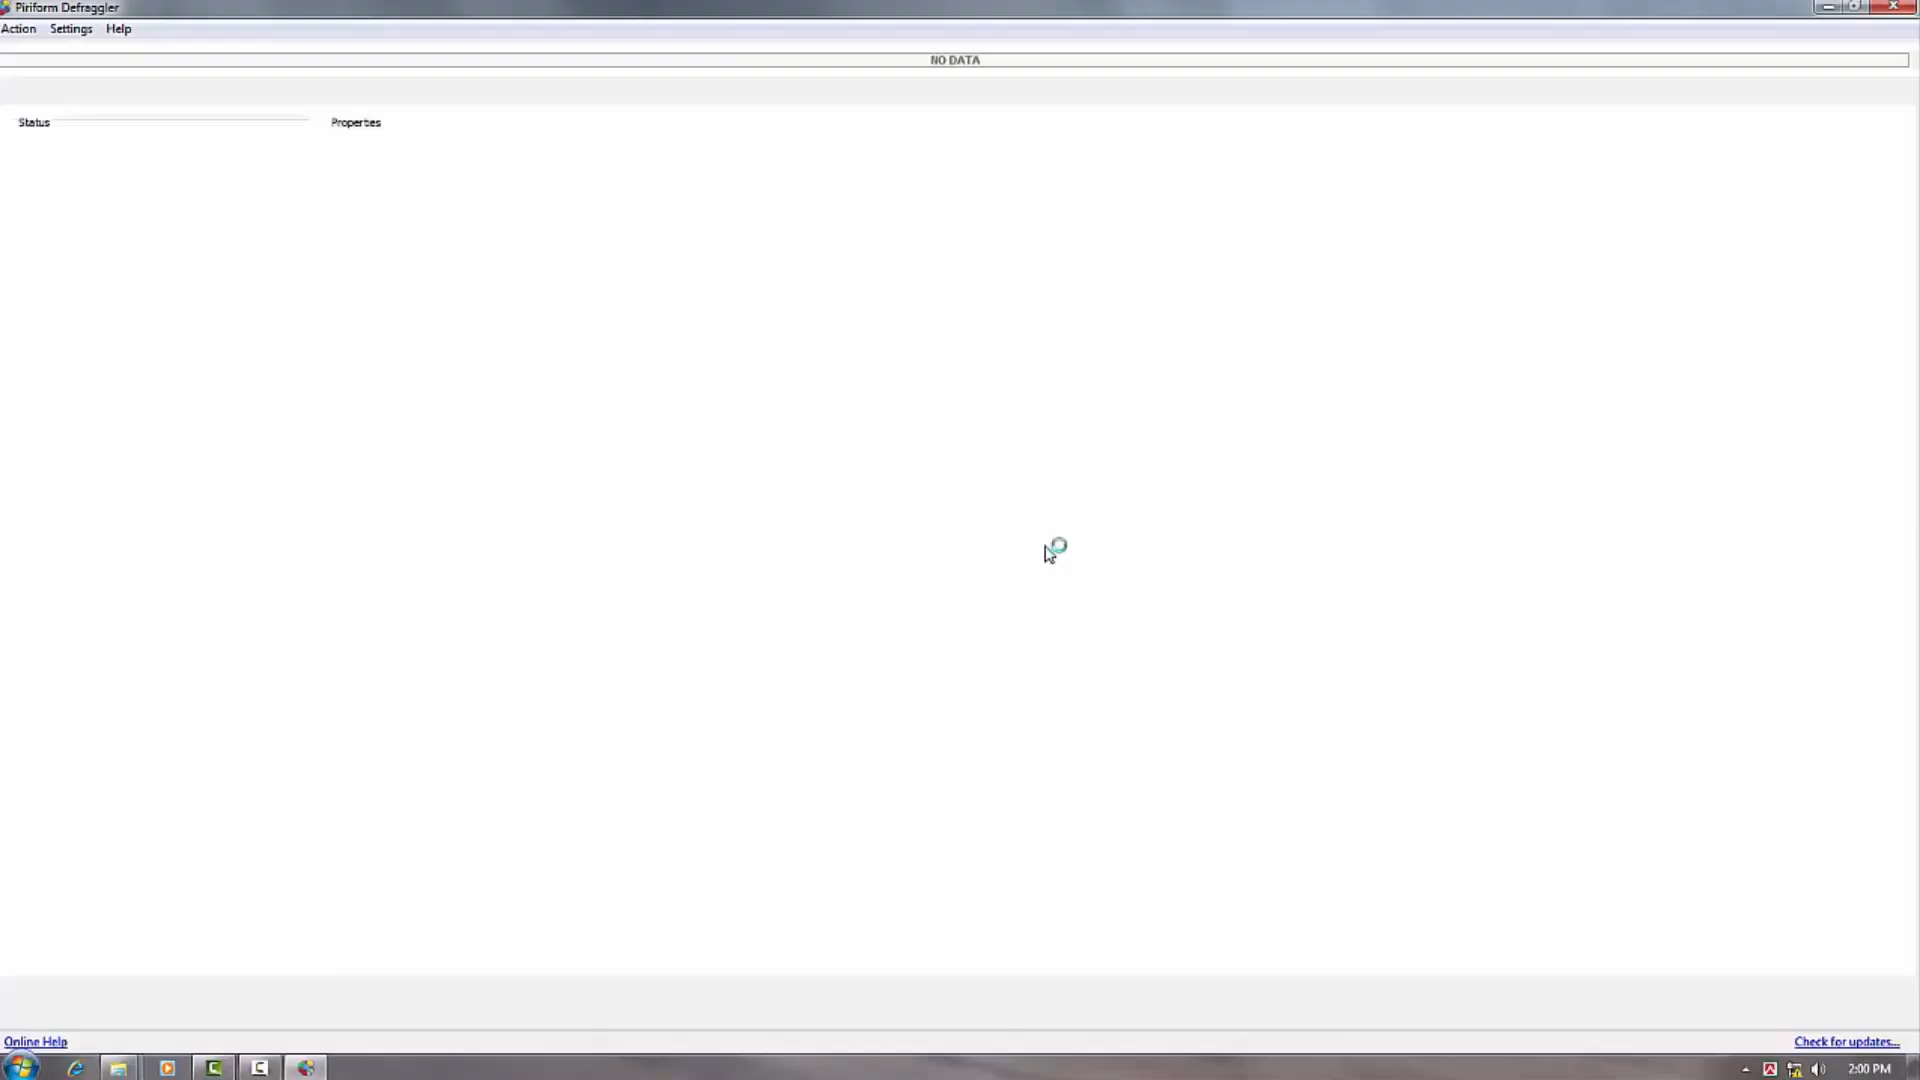 Piriform Defraggler
Action Settings Help
NO DATA
Status Properties
Online Help Check for updates...
2:00 PM